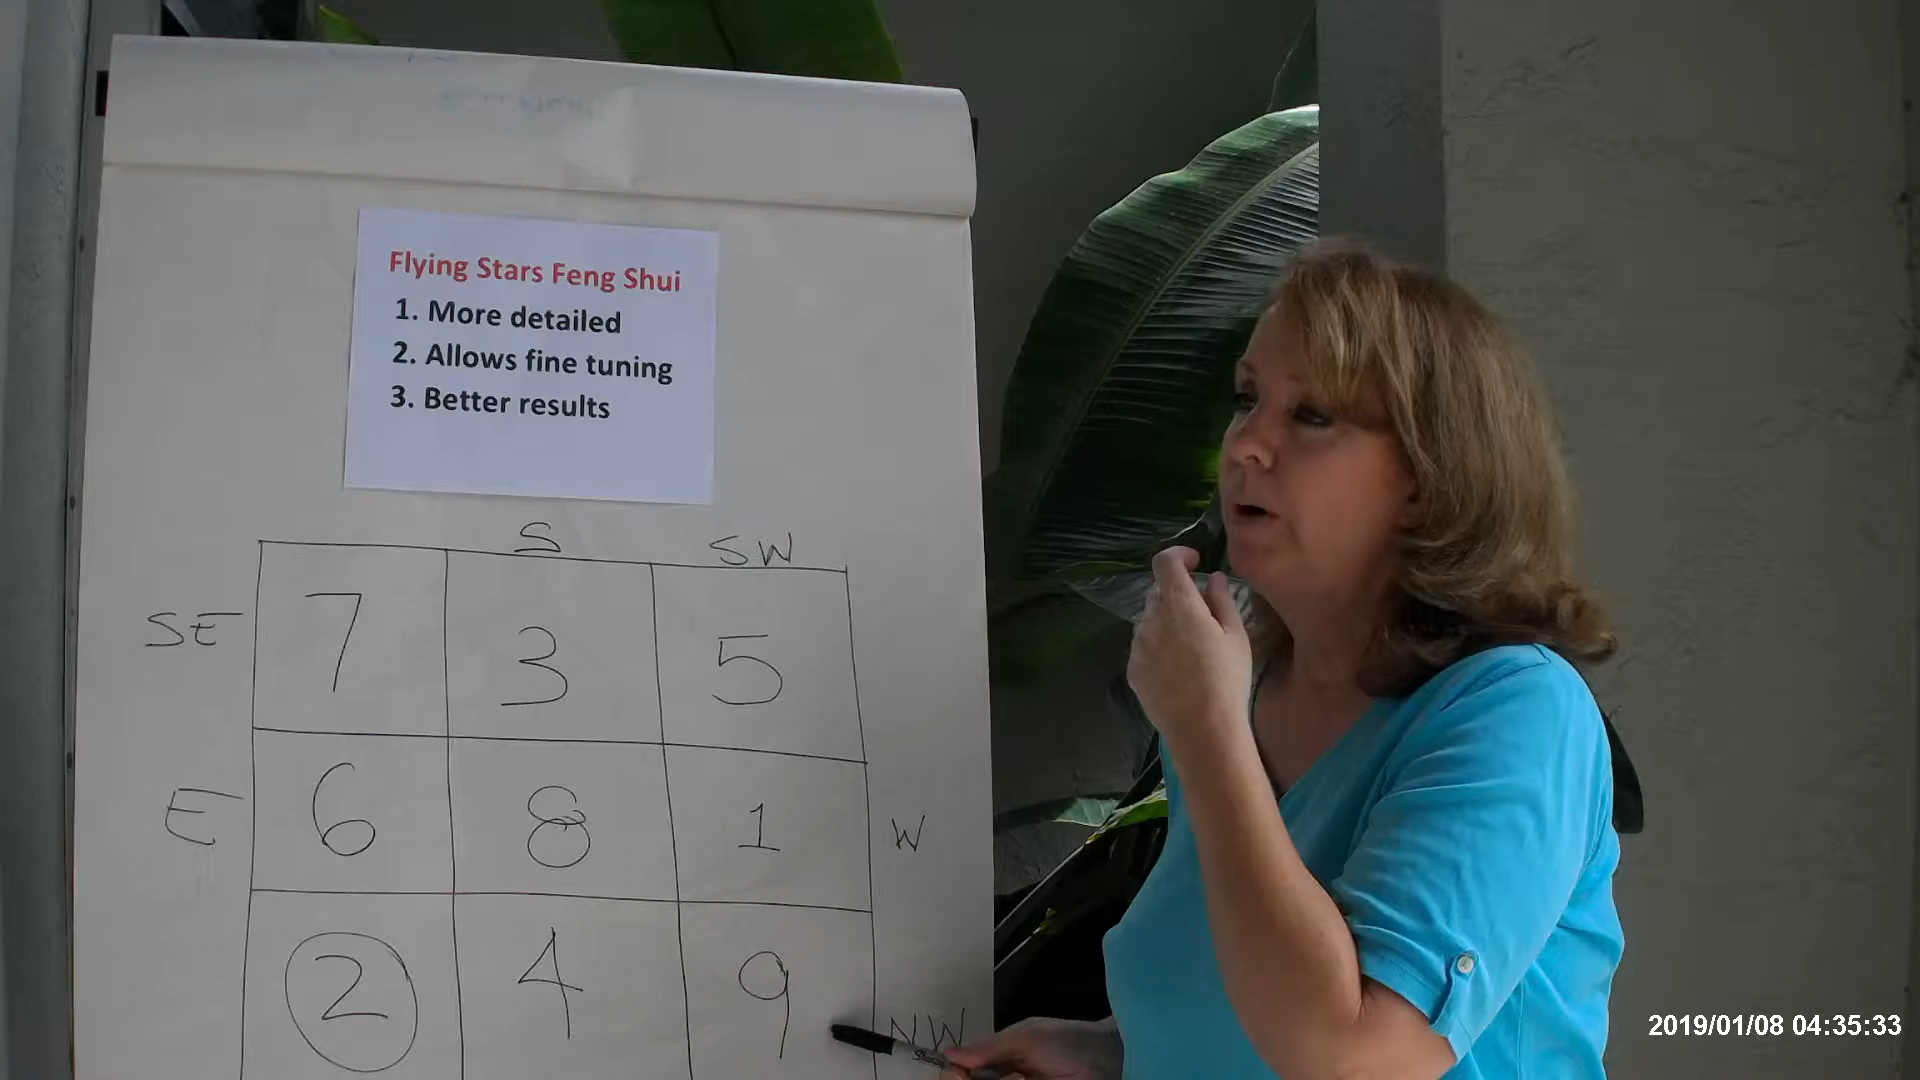 Flying Stars Feng Shui
1. More detailed
2. Allows fine tuning
3. Better results
S SW
SE 7 3 5
E 6 8 1 W
2 4 9 NW
2019/01/08 04:35:33